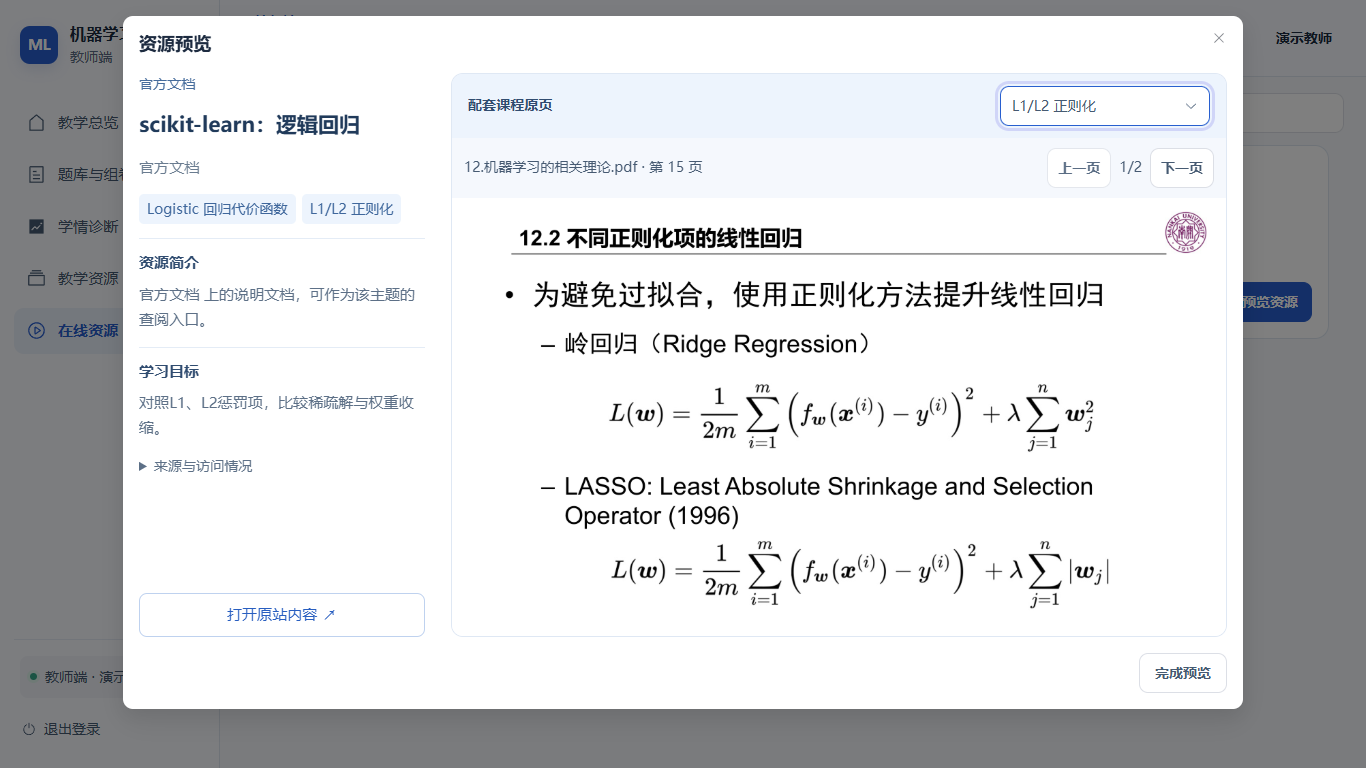 ML
机器学习
教师端
教学总览
题库与组卷
学情诊断
教学资源
在线资源
教师端 · 演示
退出登录
演示教师
预览资源
资源预览
官方文档
scikit-learn：逻辑回归
官方文档
Logistic 回归代价函数
L1/L2 正则化
资源简介
官方文档 上的说明文档，可作为该主题的
查阅入口。
学习目标
对照L1、L2惩罚项，比较稀疏解与权重收
缩。
来源与访问情况
打开原站内容 ↗
配套课程原页
L1/L2 正则化
12.机器学习的相关理论.pdf · 第 15 页
上一页
1/2
下一页
12.2 不同正则化项的线性回归
NANKAI UNIVERSITY
1919
• 为避免过拟合，使用正则化方法提升线性回归
– 岭回归（Ridge Regression）
L(w) = \frac{1}{2m} \sum_{i=1}^{m} (f_w(x^{(i)}) − y^{(i)})^2 + λ \sum_{j=1}^{n} w_j^2
– LASSO: Least Absolute Shrinkage and Selection
Operator (1996)
L(w) = \frac{1}{2m} \sum_{i=1}^{m} (f_w(x^{(i)}) − y^{(i)})^2 + λ \sum_{j=1}^{n} |w_j|
完成预览